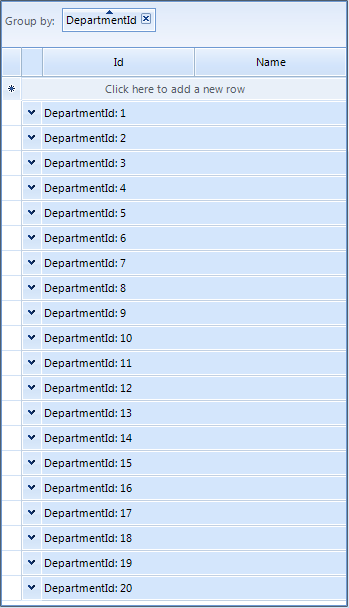 Group by: DepartmentId
Id Name
Click here to add a new row
DepartmentId: 1
DepartmentId: 2
DepartmentId: 3
DepartmentId: 4
DepartmentId: 5
DepartmentId: 6
DepartmentId: 7
DepartmentId: 8
DepartmentId: 9
DepartmentId: 10
DepartmentId: 11
DepartmentId: 12
DepartmentId: 13
DepartmentId: 14
DepartmentId: 15
DepartmentId: 16
DepartmentId: 17
DepartmentId: 18
DepartmentId: 19
DepartmentId: 20